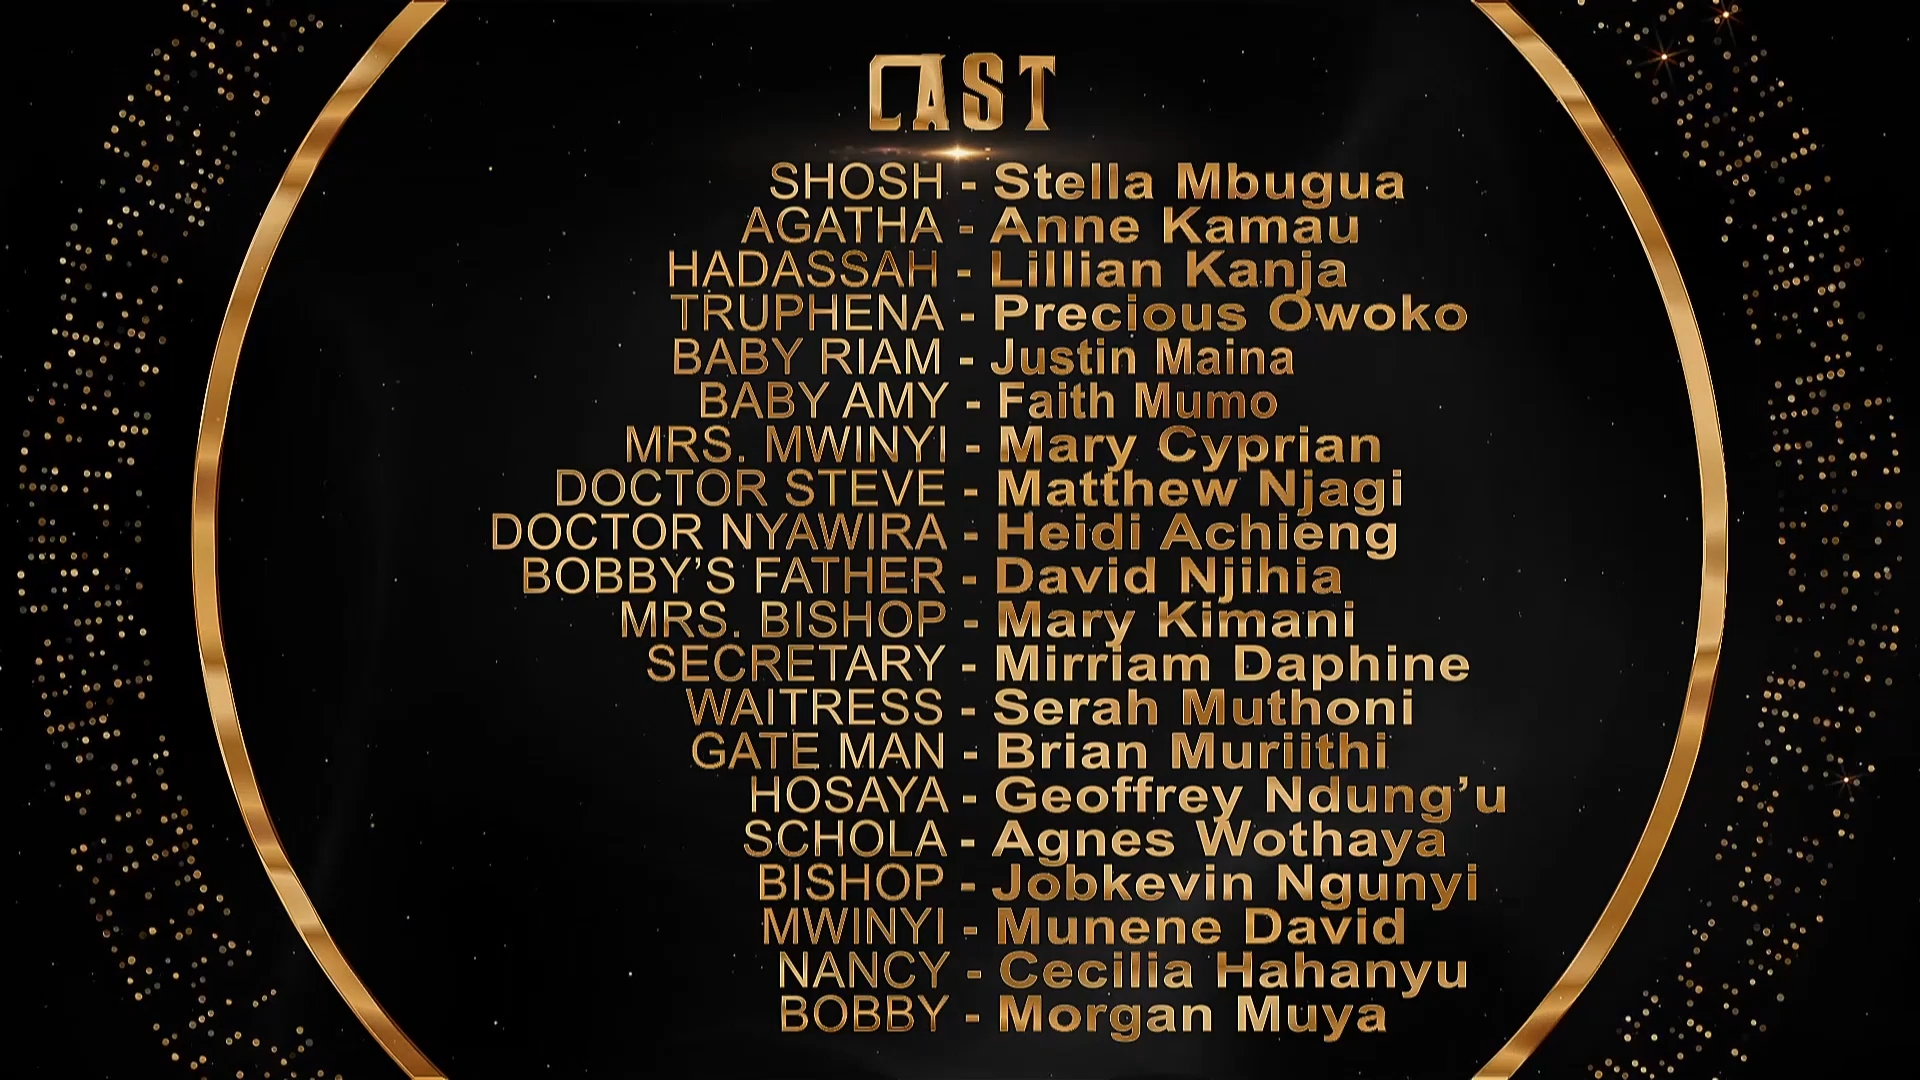 CAST
SHOSH - Stella Mbugua
AGATHA - Anne Kamau
HADASSAH - Lillian Kanja
TRUPHENA - Precious Owoko
BABY RIAM - Justin Maina
BABY AMY - Faith Mumo
MRS. MWINYI - Mary Cyprian
DOCTOR STEVE - Matthew Njagi
DOCTOR NYAWIRA - Heidi Achieng
BOBBY’S FATHER - David Njihia
MRS. BISHOP - Mary Kimani
SECRETARY - Mirriam Daphine
WAITRESS - Serah Muthoni
GATE MAN - Brian Muriithi
HOSAYA - Geoffrey Ndung’u
SCHOLA - Agnes Wothaya
BISHOP - Jobkevin Ngunyi
MWINYI - Munene David
NANCY - Cecilia Hahanyu
BOBBY - Morgan Muya